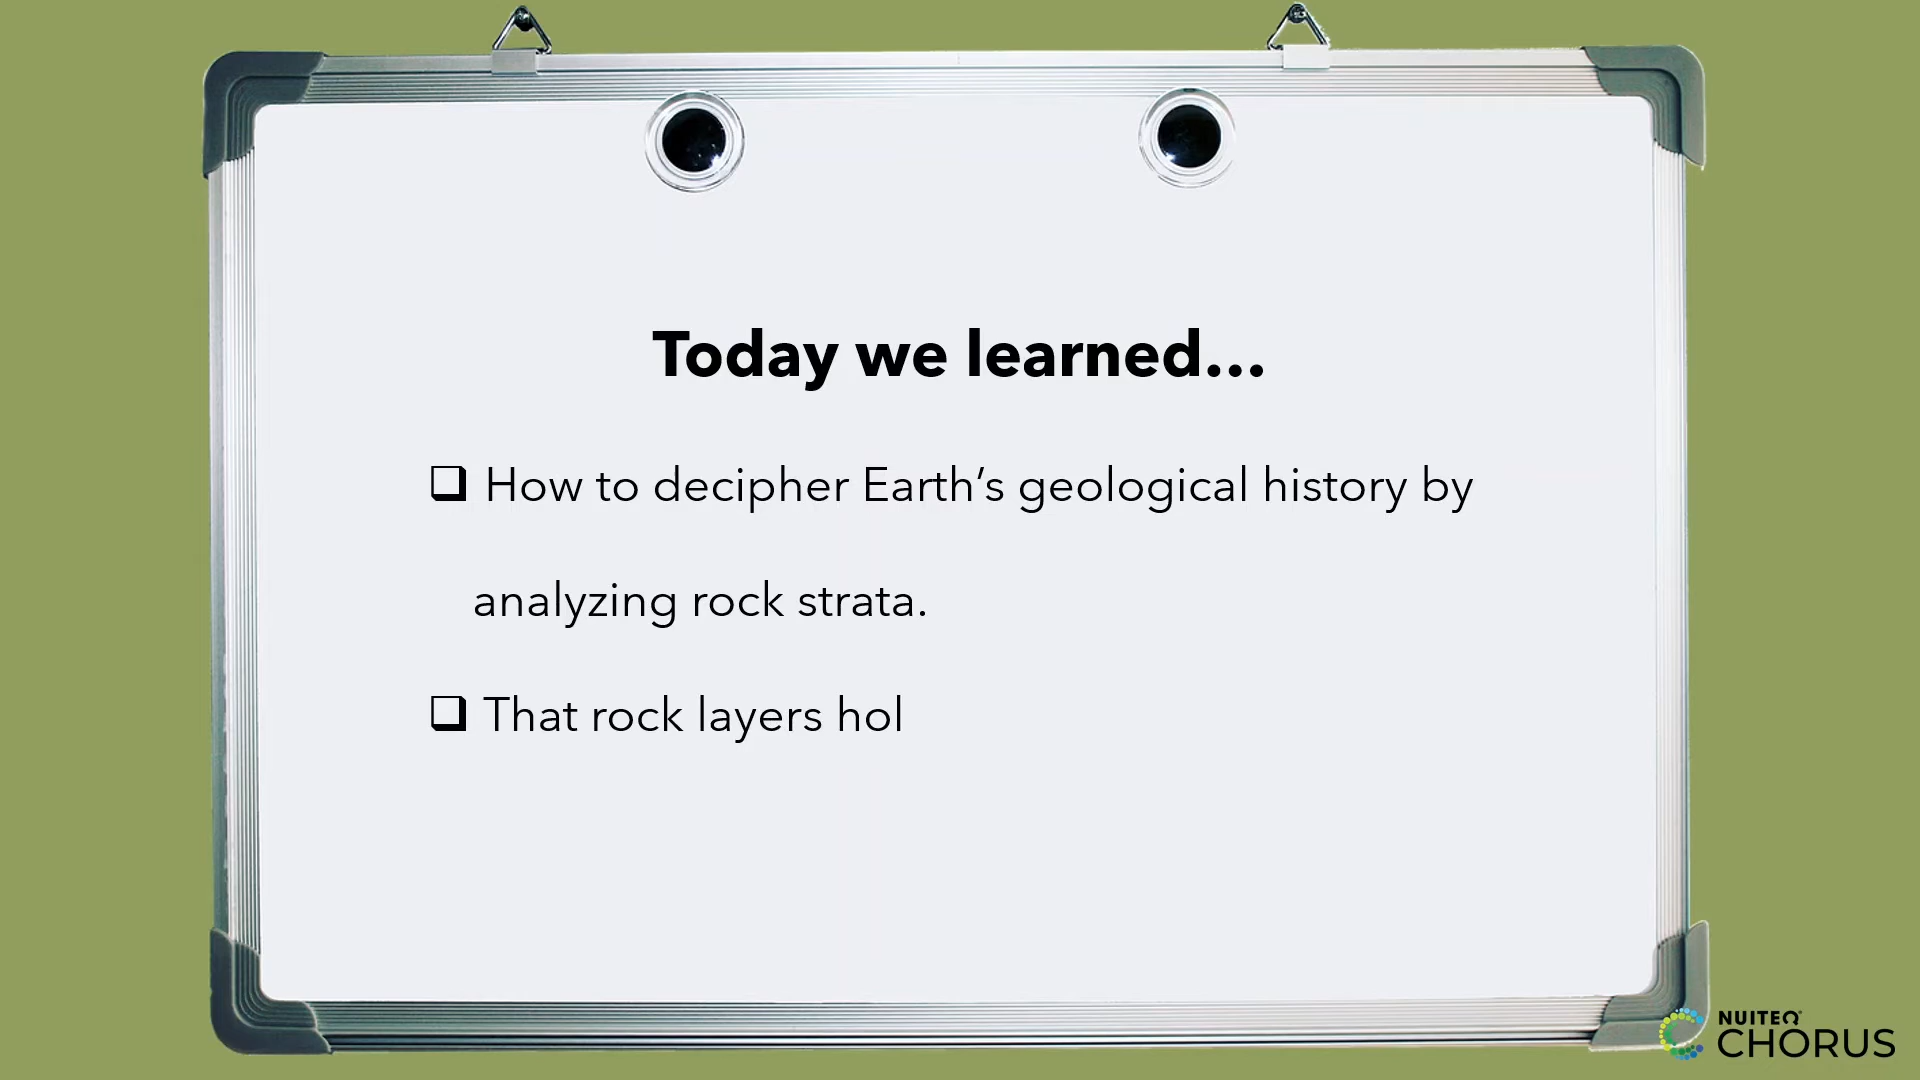 Today we learned...
❑ How to decipher Earth’s geological history by
analyzing rock strata.
❑ That rock layers hol
NUITEQ
CHORUS